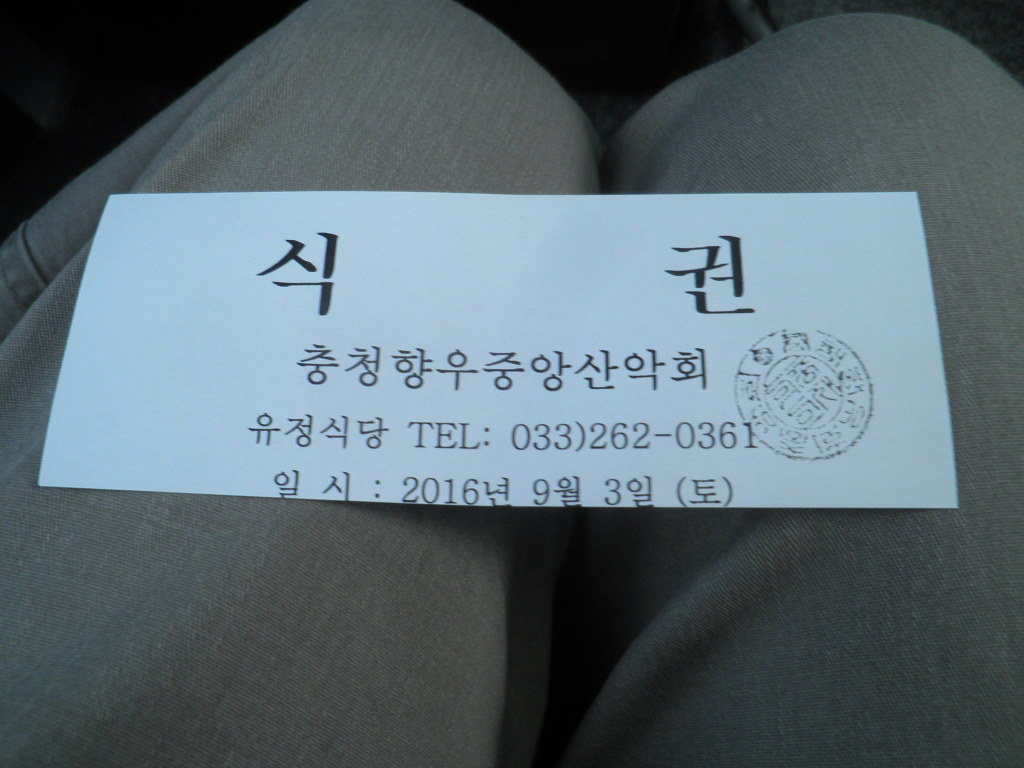 식 권
충청향우중앙산악회
유정식당 TEL: 033)262-0361
일 시 : 2016년 9월 3일 (토)